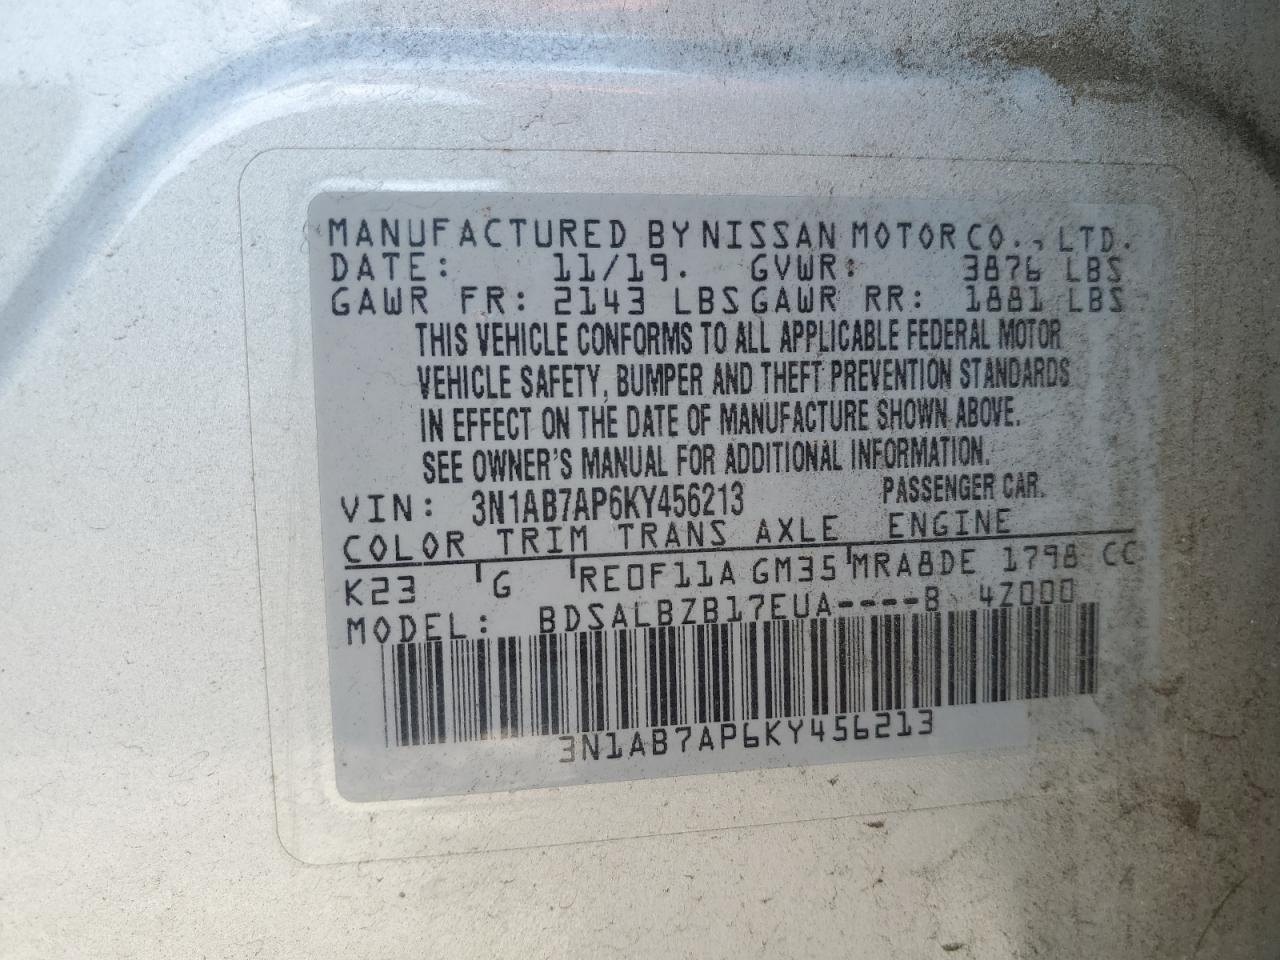 MANUFACTURED BY NISSAN MOTOR CO., LTD.
DATE: 11/19. GVWR: 3876 LBS
GAWR FR: 2143 LBS GAWR RR: 1881 LBS
THIS VEHICLE CONFORMS TO ALL APPLICABLE FEDERAL MOTOR
VEHICLE SAFETY, BUMPER AND THEFT PREVENTION STANDARDS
IN EFFECT ON THE DATE OF MANUFACTURE SHOWN ABOVE.
SEE OWNER'S MANUAL FOR ADDITIONAL INFORMATION.
VIN: 3N1AB7AP6KY456213 PASSENGER CAR.
COLOR TRIM TRANS AXLE ENGINE
K23 G RE0F11A GM35 MRA8DE 1798 CC
MODEL: BDSALBZB17EUA----B 4Z000
3N1AB7AP6KY456213